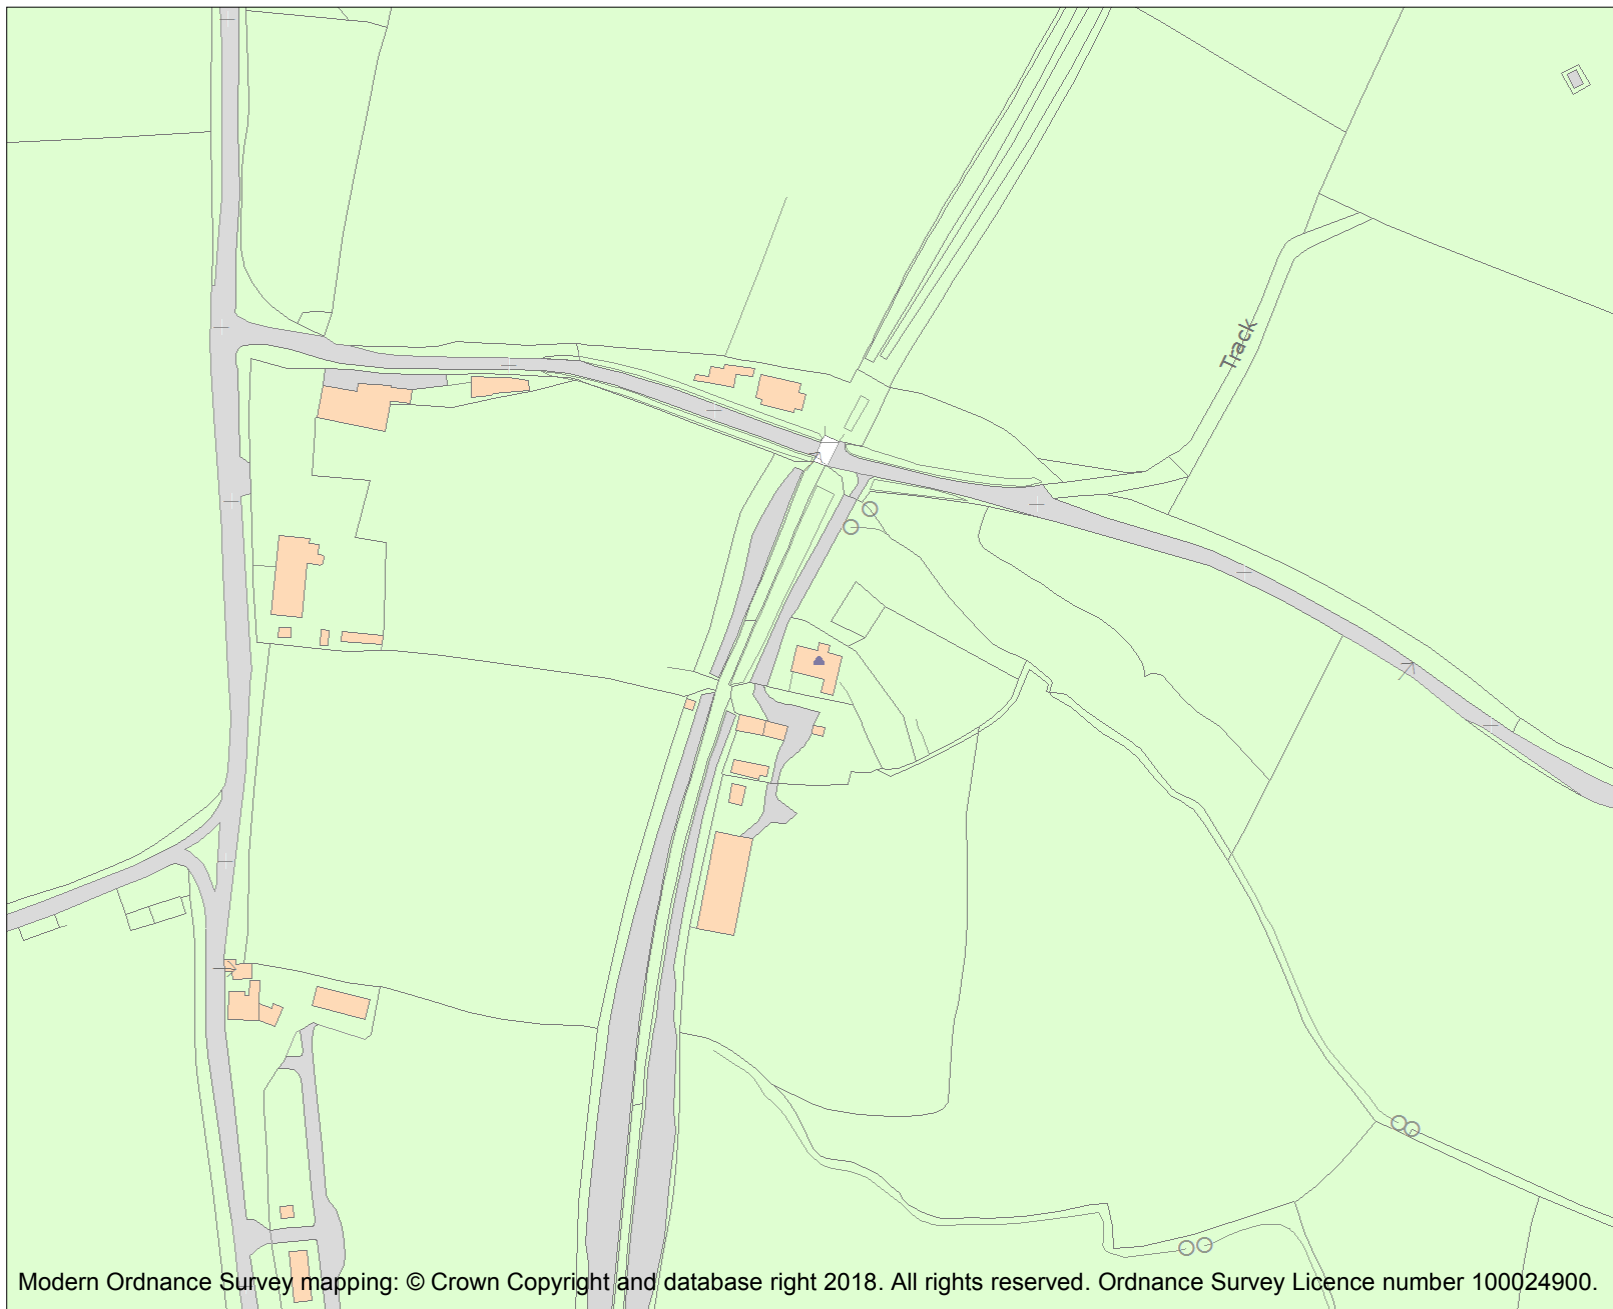 Track
Modern Ordnance Survey mapping: © Crown Copyright and database right 2018. All rights reserved. Ordnance Survey Licence number 100024900.